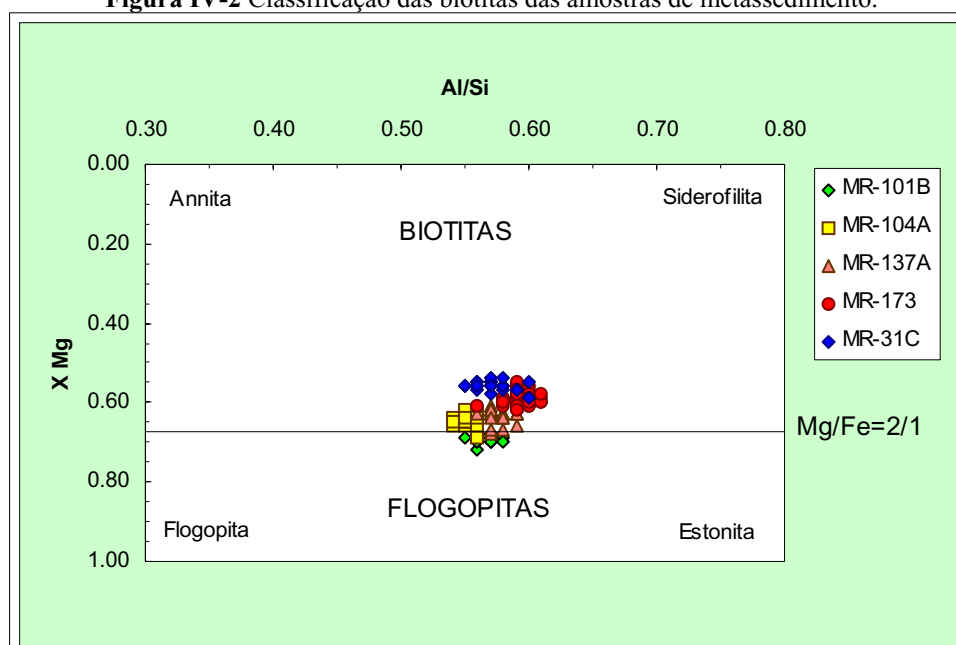 Figura IV-2 Classificação das biotitas das amostras de metassedimento.
Al/Si
0.30 0.40 0.50 0.60 0.70 0.80
0.00
0.20
0.40
0.60
0.80
1.00
X Mg
Annita
Siderofilita
BIOTITAS
FLOGOPITAS
Flogopita
Estonita
Mg/Fe=2/1
MR-101B
MR-104A
MR-137A
MR-173
MR-31C